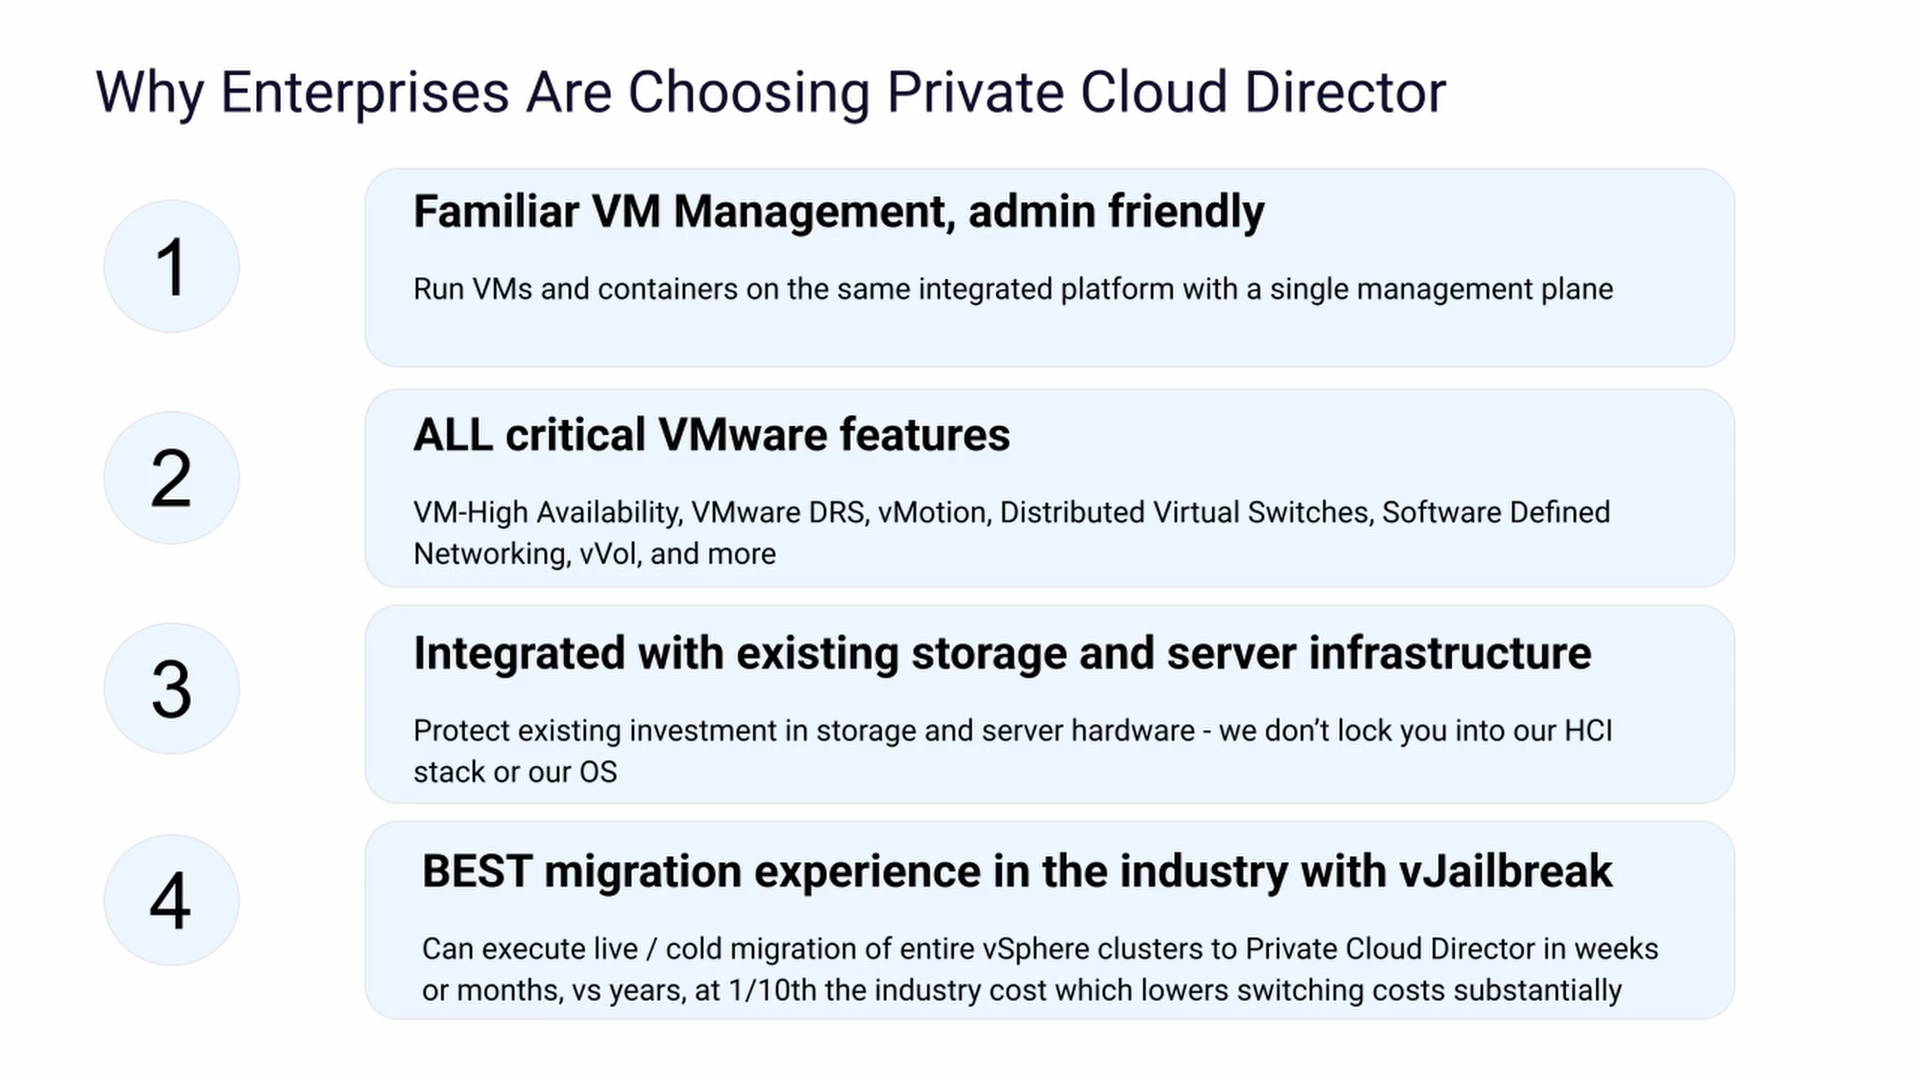 Why Enterprises Are Choosing Private Cloud Director
1
Familiar VM Management, admin friendly
Run VMs and containers on the same integrated platform with a single management plane
2
ALL critical VMware features
VM-High Availability, VMware DRS, vMotion, Distributed Virtual Switches, Software Defined
Networking, vVol, and more
3
Integrated with existing storage and server infrastructure
Protect existing investment in storage and server hardware - we don’t lock you into our HCI
stack or our OS
4
BEST migration experience in the industry with vJailbreak
Can execute live / cold migration of entire vSphere clusters to Private Cloud Director in weeks
or months, vs years, at 1/10th the industry cost which lowers switching costs substantially